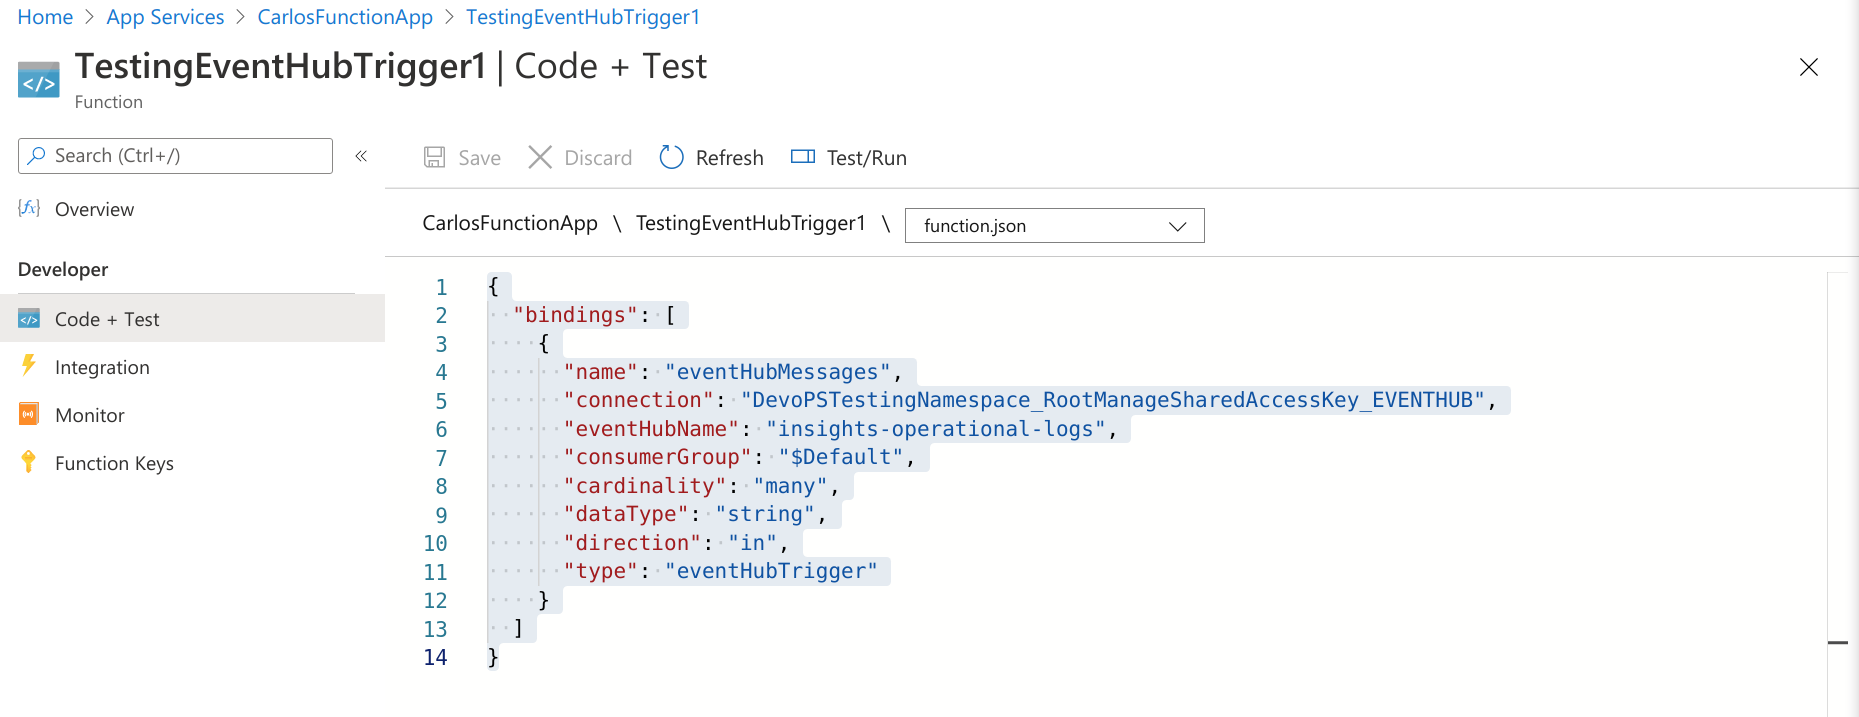 Home > App Services > CarlosFunctionApp > TestingEventHubTrigger1
TestingEventHubTrigger1 | Code + Test
Function
Search (Ctrl+/)
«
Save
Discard
Refresh
Test/Run
Overview
CarlosFunctionApp \ TestingEventHubTrigger1 \ function.json
Developer
Code + Test
Integration
Monitor
Function Keys
1 {
2 "bindings": [
3 {
4 "name": "eventHubMessages",
5 "connection": "DevoPSTestingNamespace_RootManageSharedAccessKey_EVENTHUB",
6 "eventHubName": "insights-operational-logs",
7 "consumerGroup": "$Default",
8 "cardinality": "many",
9 "dataType": "string",
10 "direction": "in",
11 "type": "eventHubTrigger"
12 }
13 ]
14 }